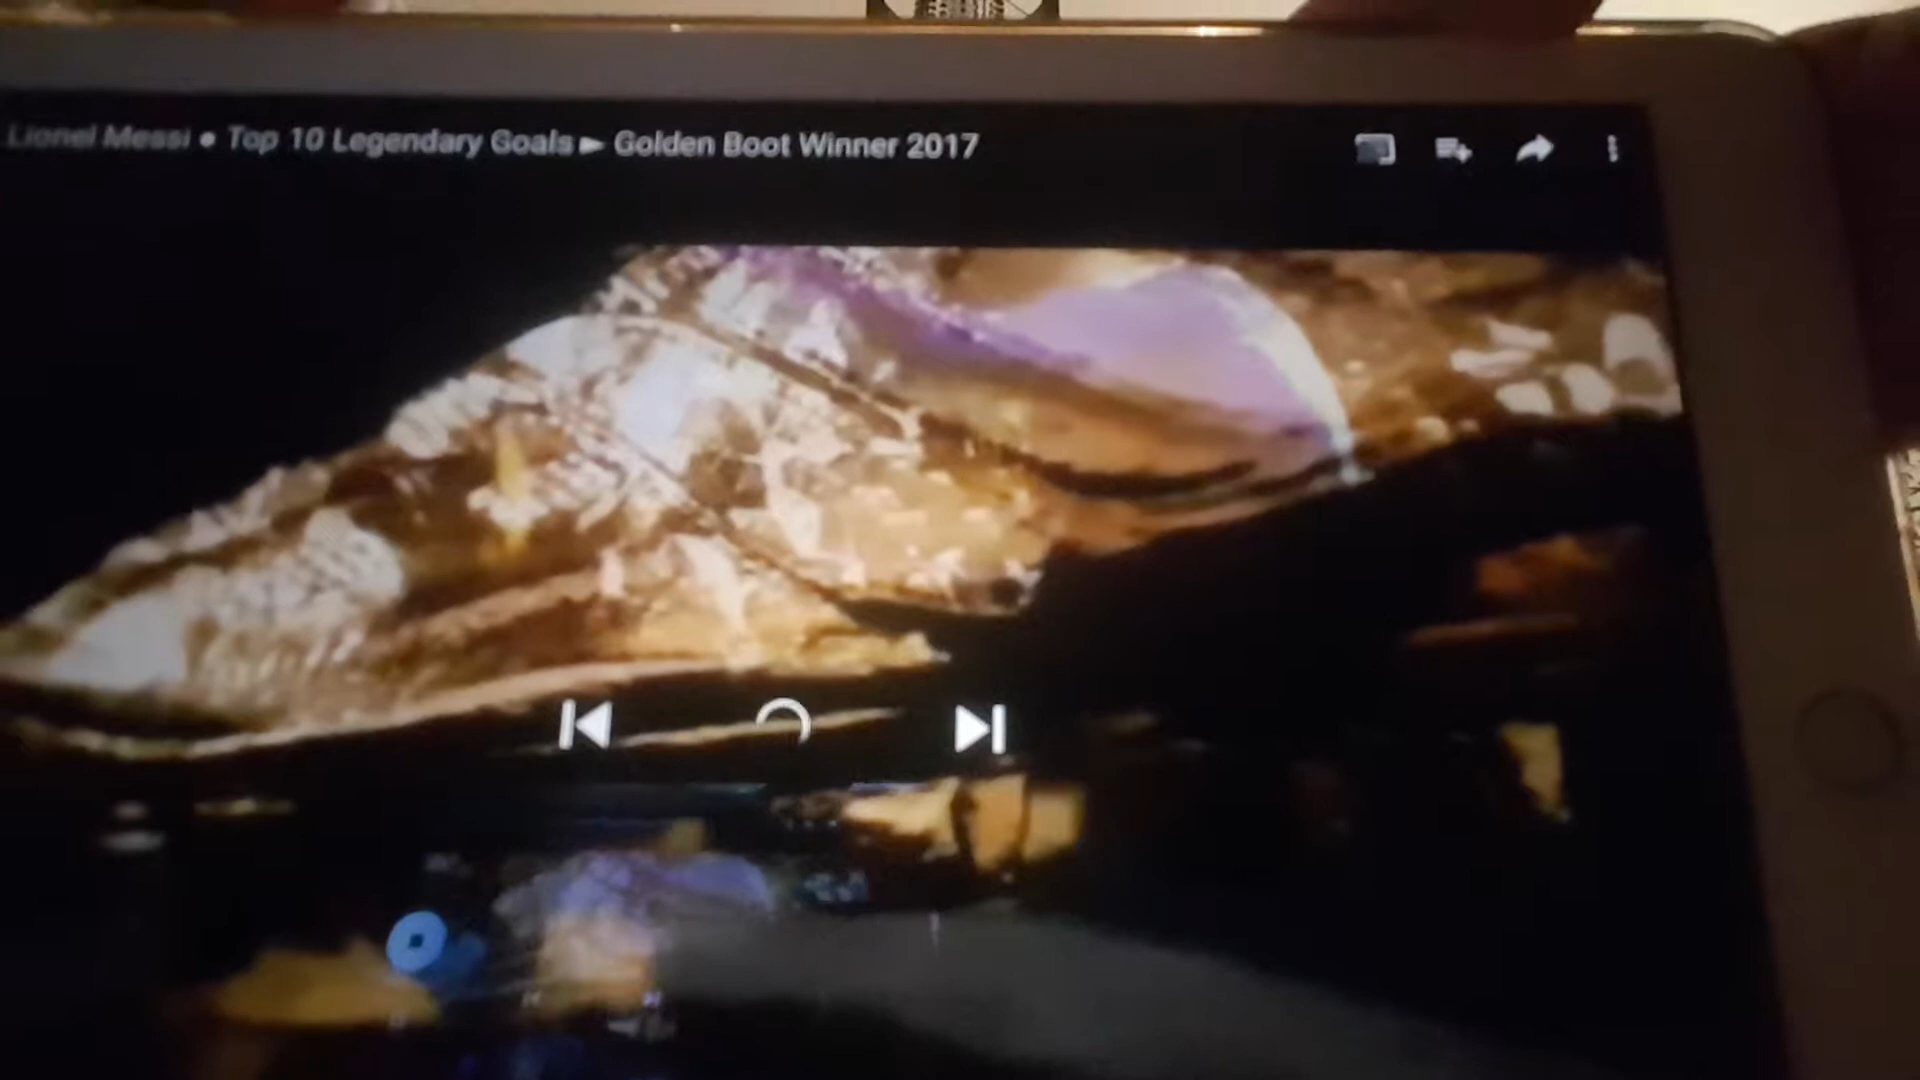 Lionel Messi ● Top 10 Legendary Goals ► Golden Boot Winner 2017